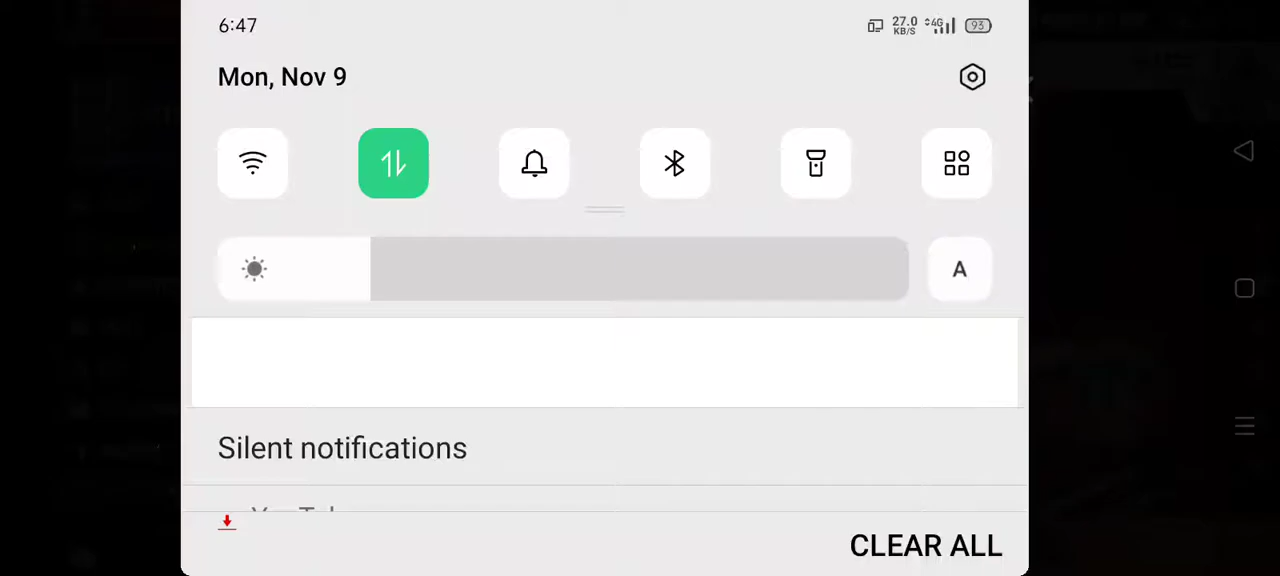 6:47
27.0
KB/S
4G
93
Mon, Nov 9
A
Silent notifications
CLEAR ALL